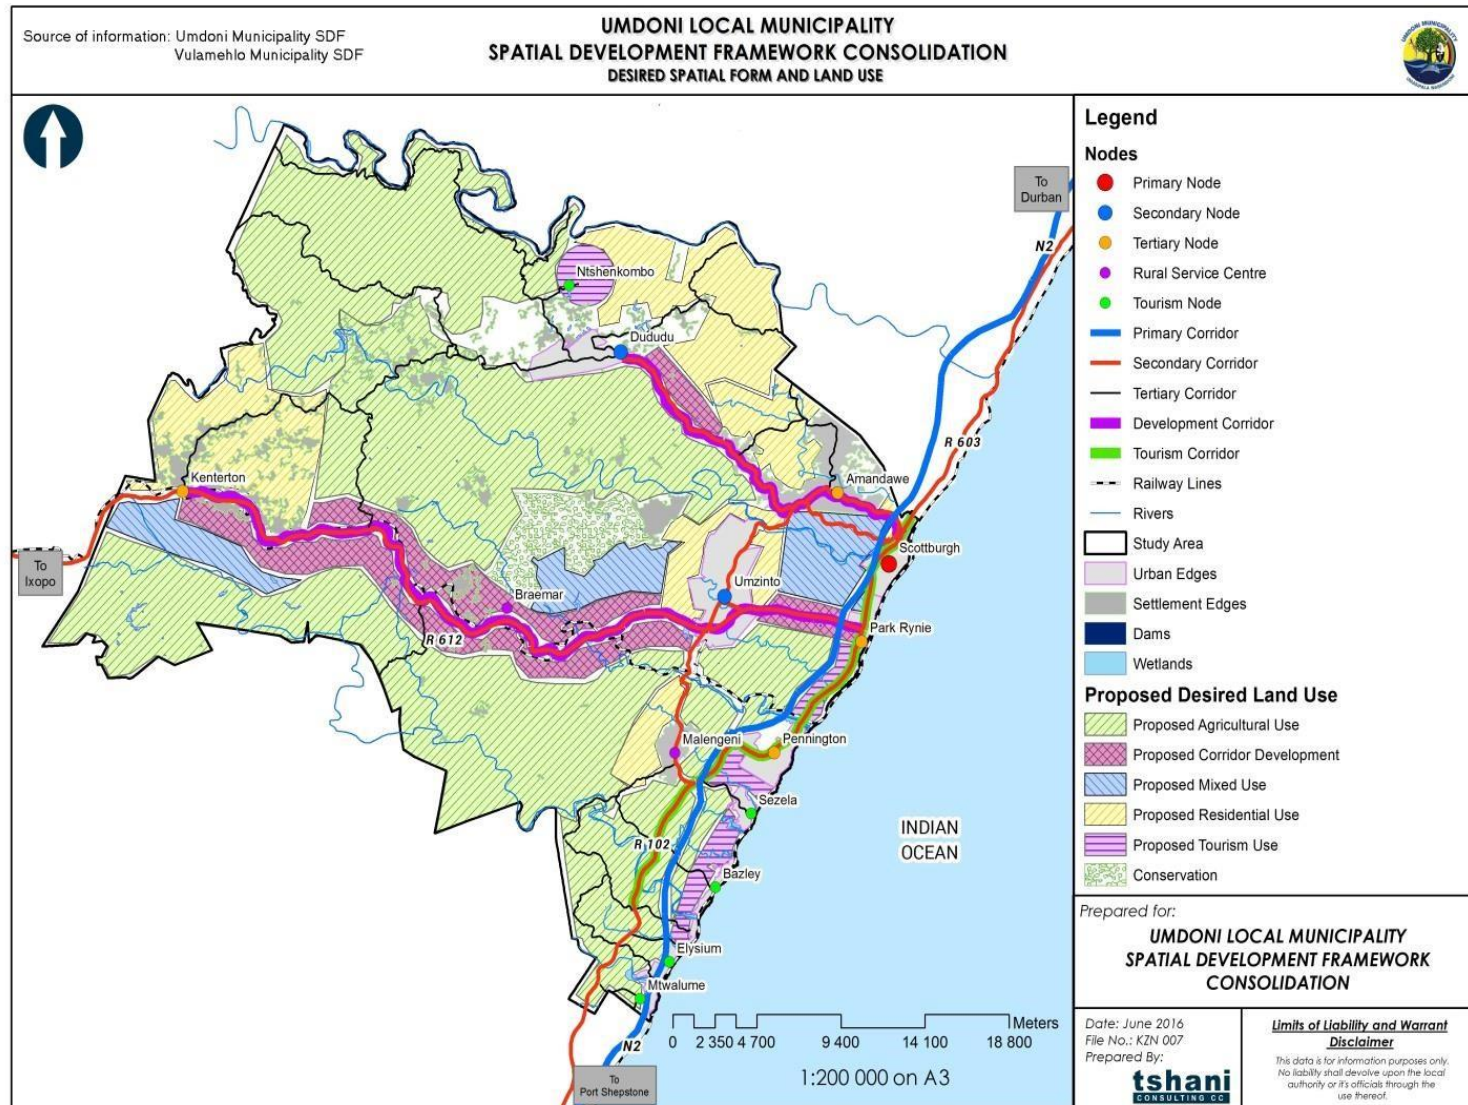 Source of information: Umdoni Municipality SDF
Vulamehlo Municipality SDF
UMDONI LOCAL MUNICIPALITY
SPATIAL DEVELOPMENT FRAMEWORK CONSOLIDATION
DESIRED SPATIAL FORM AND LAND USE
UMDONI MUNICIPALITY
To
Durban
N2
Ntshenkombo
Dududu
R 603
Kenterton
Amandawe
Scottburgh
To
Ixopo
Braemar
Umzinto
R 612
Park Rynie
Malengeni
Pennington
Sezela
R 102
INDIAN
OCEAN
Bazley
Elysium
Mtwalume
N2
To
Port Shepstone
Meters
0 2 350 4 700 9 400 14 100 18 800
1:200 000 on A3
Legend
Nodes
Primary Node
Secondary Node
Tertiary Node
Rural Service Centre
Tourism Node
Primary Corridor
Secondary Corridor
Tertiary Corridor
Development Corridor
Tourism Corridor
Railway Lines
Rivers
Study Area
Urban Edges
Settlement Edges
Dams
Wetlands
Proposed Desired Land Use
Proposed Agricultural Use
Proposed Corridor Development
Proposed Mixed Use
Proposed Residential Use
Proposed Tourism Use
Conservation
Prepared for:
UMDONI LOCAL MUNICIPALITY
SPATIAL DEVELOPMENT FRAMEWORK
CONSOLIDATION
Date: June 2016
File No.: KZN 007
Prepared By:
tshani
CONSULTING CC
Limits of Liability and Warrant
Disclaimer
This data is for information purposes only.
No liability shall devolve upon the local
authority or it's officials through the
use thereof.